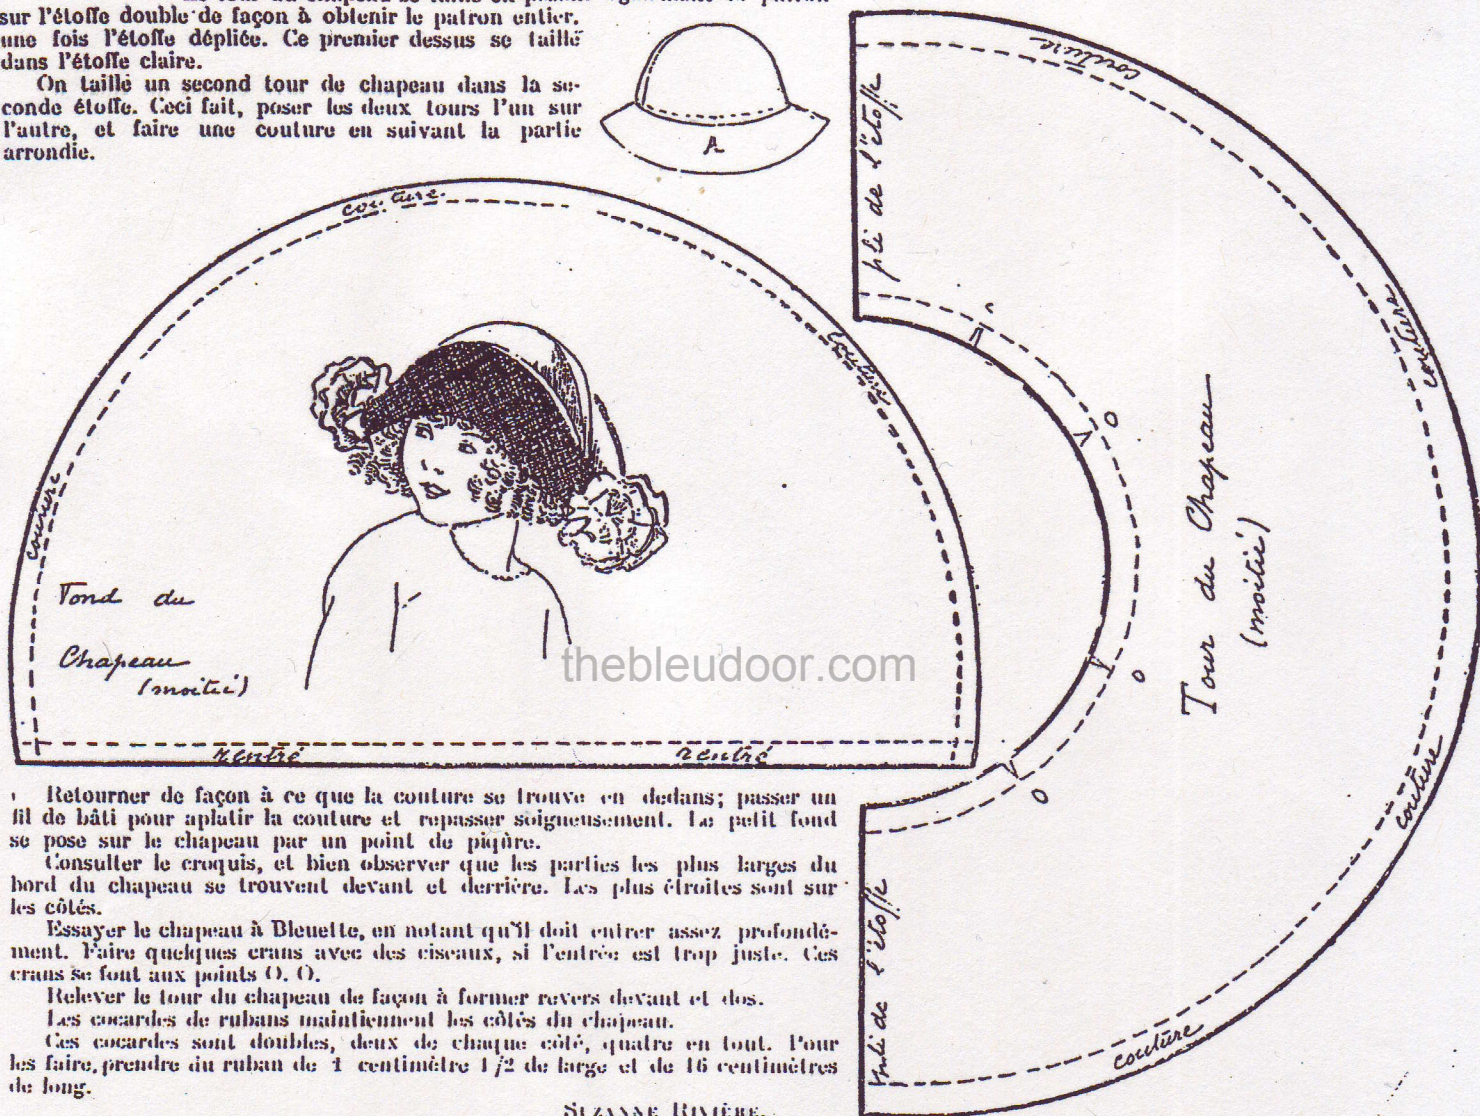 sur l'étoffe double de façon à obtenir le patron entier,
une fois l'étoffe dépliée. Ce premier dessus se taille
dans l'étoffe claire.
On taille un second tour de chapeau dans la se-
conde étoffe. Ceci fait, poser les deux tours l'un sur
l'autre, et faire une couture en suivant la partie
arrondie.
A
couture
couture
couture
Fond du
Chapeau
(moitié)
rentré rentré
thebleudoor.com
pli de l'étoffe
couture
couture
couture
couture
Tour du Chapeau
(moitié)
O
O
O
pli de l'étoffe
Retourner de façon à ce que la couture se trouve en dedans; passer un
fil de bâti pour aplatir la couture et repasser soigneusement. Le petit fond
se pose sur le chapeau par un point de piqûre.
Consulter le croquis, et bien observer que les parties les plus larges du
bord du chapeau se trouvent devant et derrière. Les plus étroites sont sur
les côtés.
Essayer le chapeau à Bleuette, en notant qu'il doit entrer assez profondé-
ment. Faire quelques crans avec des ciseaux, si l'entrée est trop juste. Ces
crans se font aux points O. O.
Relever le tour du chapeau de façon à former revers devant et dos.
Les cocardes de rubans maintiennent les côtés du chapeau.
Ces cocardes sont doubles, deux de chaque côté, quatre en tout. Pour
les faire, prendre du ruban de 1 centimètre 1/2 de large et de 16 centimètres
de long.
SUZANNE RIVIÈRE.